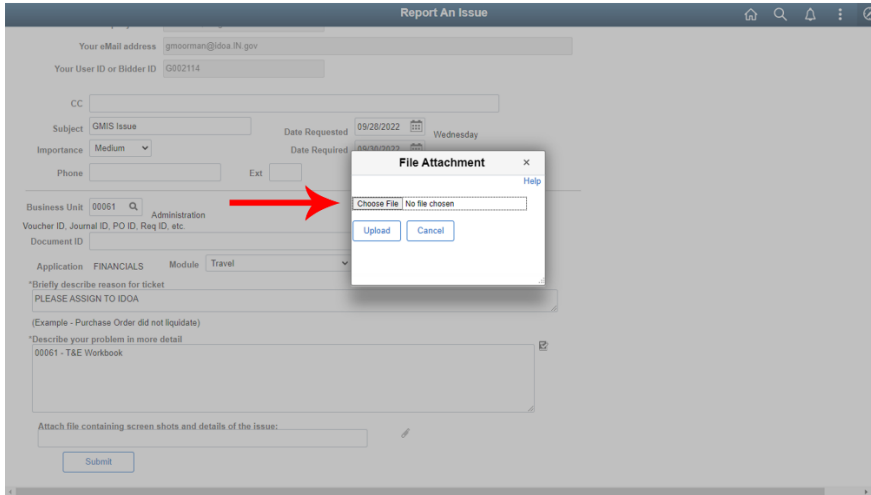 Report An Issue
Your eMail address gmoorman@idoa.IN.gov
Your User ID or Bidder ID G002114
CC
Subject GMIS Issue Date Requested 09/28/2022 Wednesday
Importance Medium Date Required 09/30/2022
Phone Ext
File Attachment ×
Help
Choose File No file chosen
Upload Cancel
Business Unit 00061 Administration
Voucher ID, Journal ID, PO ID, Req ID, etc.
Document ID
Application FINANCIALS Module Travel
*Briefly describe reason for ticket
PLEASE ASSIGN TO IDOA
(Example - Purchase Order did not liquidate)
*Describe your problem in more detail
00061 - T&E Workbook
Attach file containing screen shots and details of the issue:
Submit